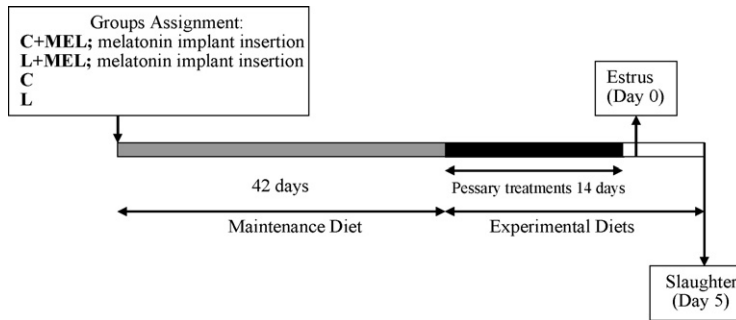 Groups Assignment:
C+MEL; melatonin implant insertion
L+MEL; melatonin implant insertion
C
L
Estrus
(Day 0)
42 days
Pessary treatments 14 days
Maintenance Diet
Experimental Diets
Slaughter
(Day 5)